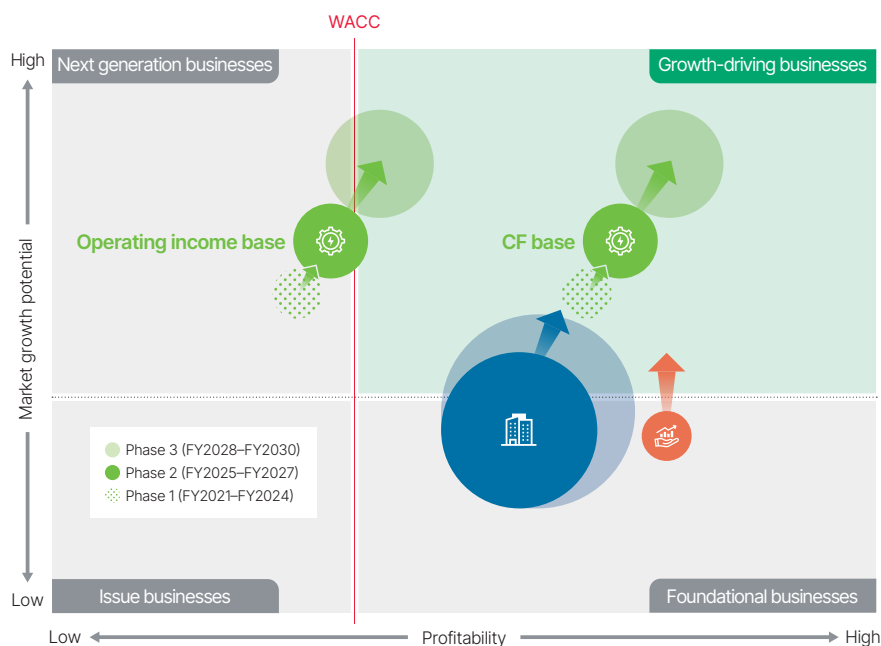 WACC
High
Next generation businesses
Growth-driving businesses
Operating income base
CF base
Market growth potential
Phase 3 (FY2028–FY2030)
Phase 2 (FY2025–FY2027)
Phase 1 (FY2021–FY2024)
Issue businesses
Foundational businesses
Low
Low
Profitability
High